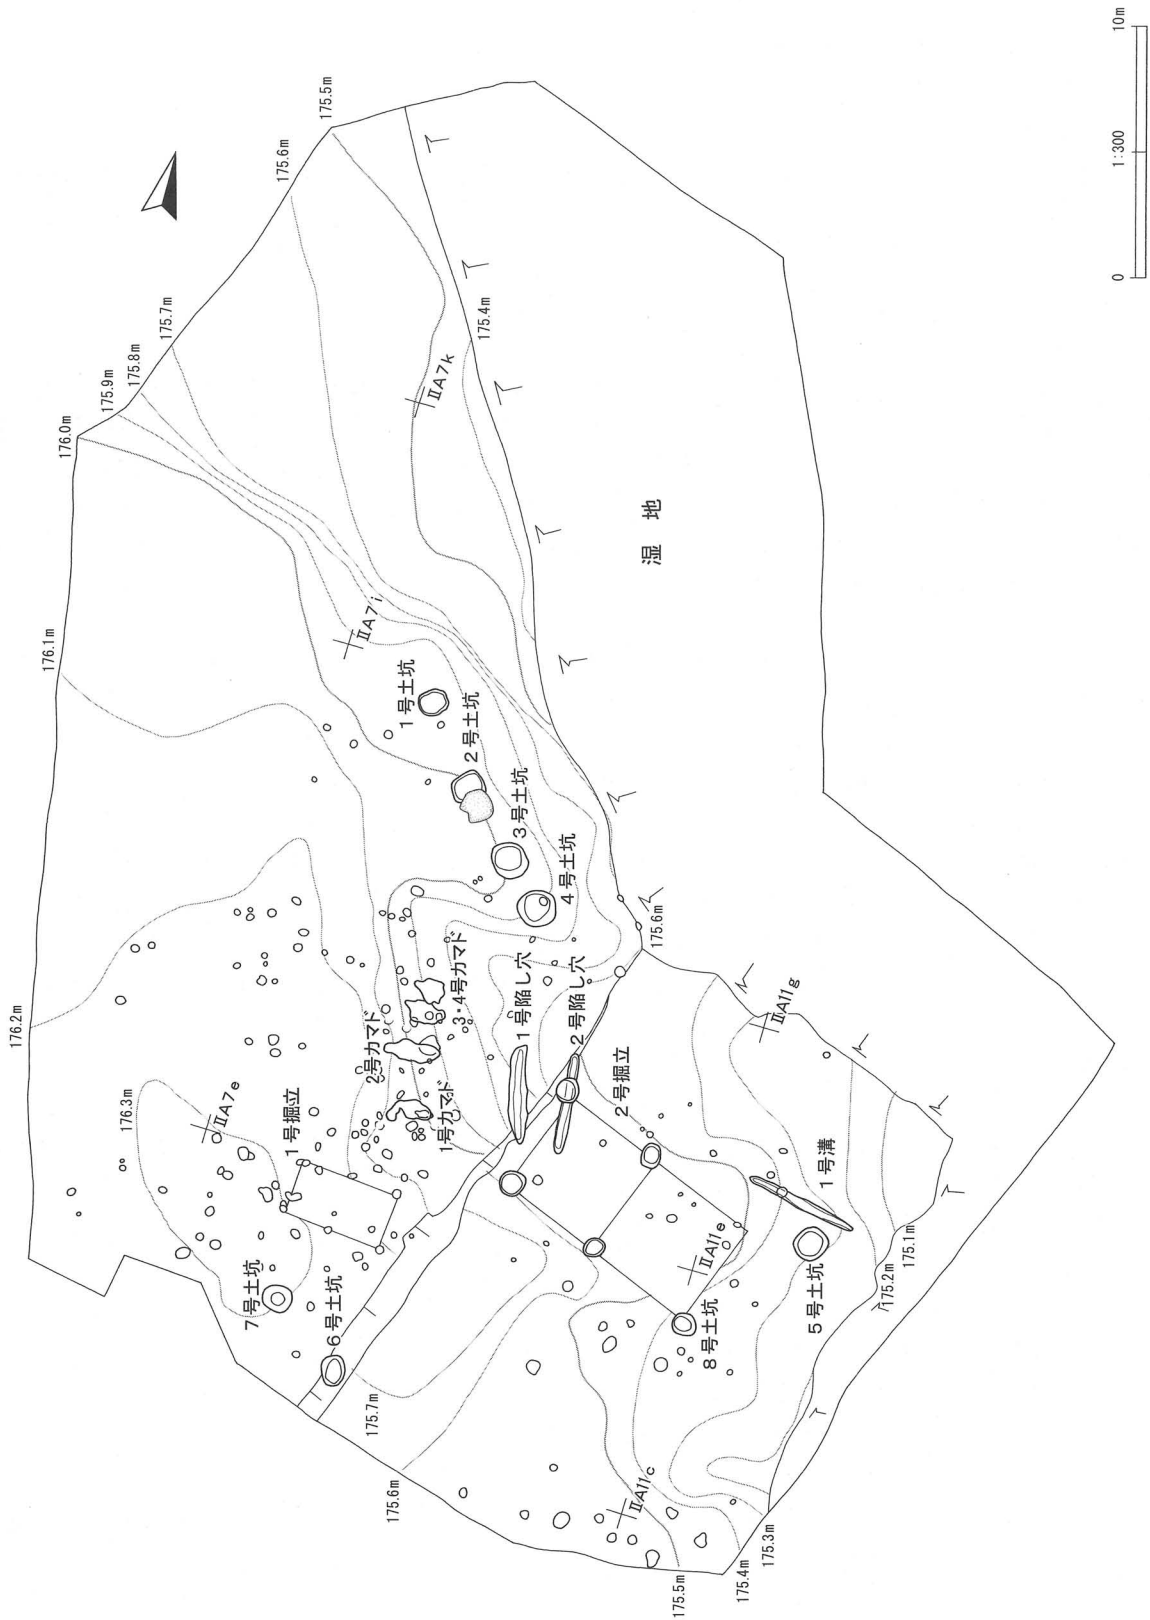 10m
1:300
0
175.5m
175.6m
175.7m
175.8m
175.9m
176.0m
175.4m
ⅡA7k
湿地
ⅡA7i
176.1m
1号土坑
2号土坑
3号土坑
4号土坑
175.6m
3・4号カマド
1号陥し穴
2号陥し穴
2号カマド
1号カマド
176.2m
176.3m
ⅡA7e
1号掘立
2号掘立
ⅡA11g
1号溝
7号土坑
6号土坑
ⅡA11e
8号土坑
5号土坑
175.1m
175.2m
175.7m
175.6m
ⅡA11c
175.5m
175.4m
175.3m